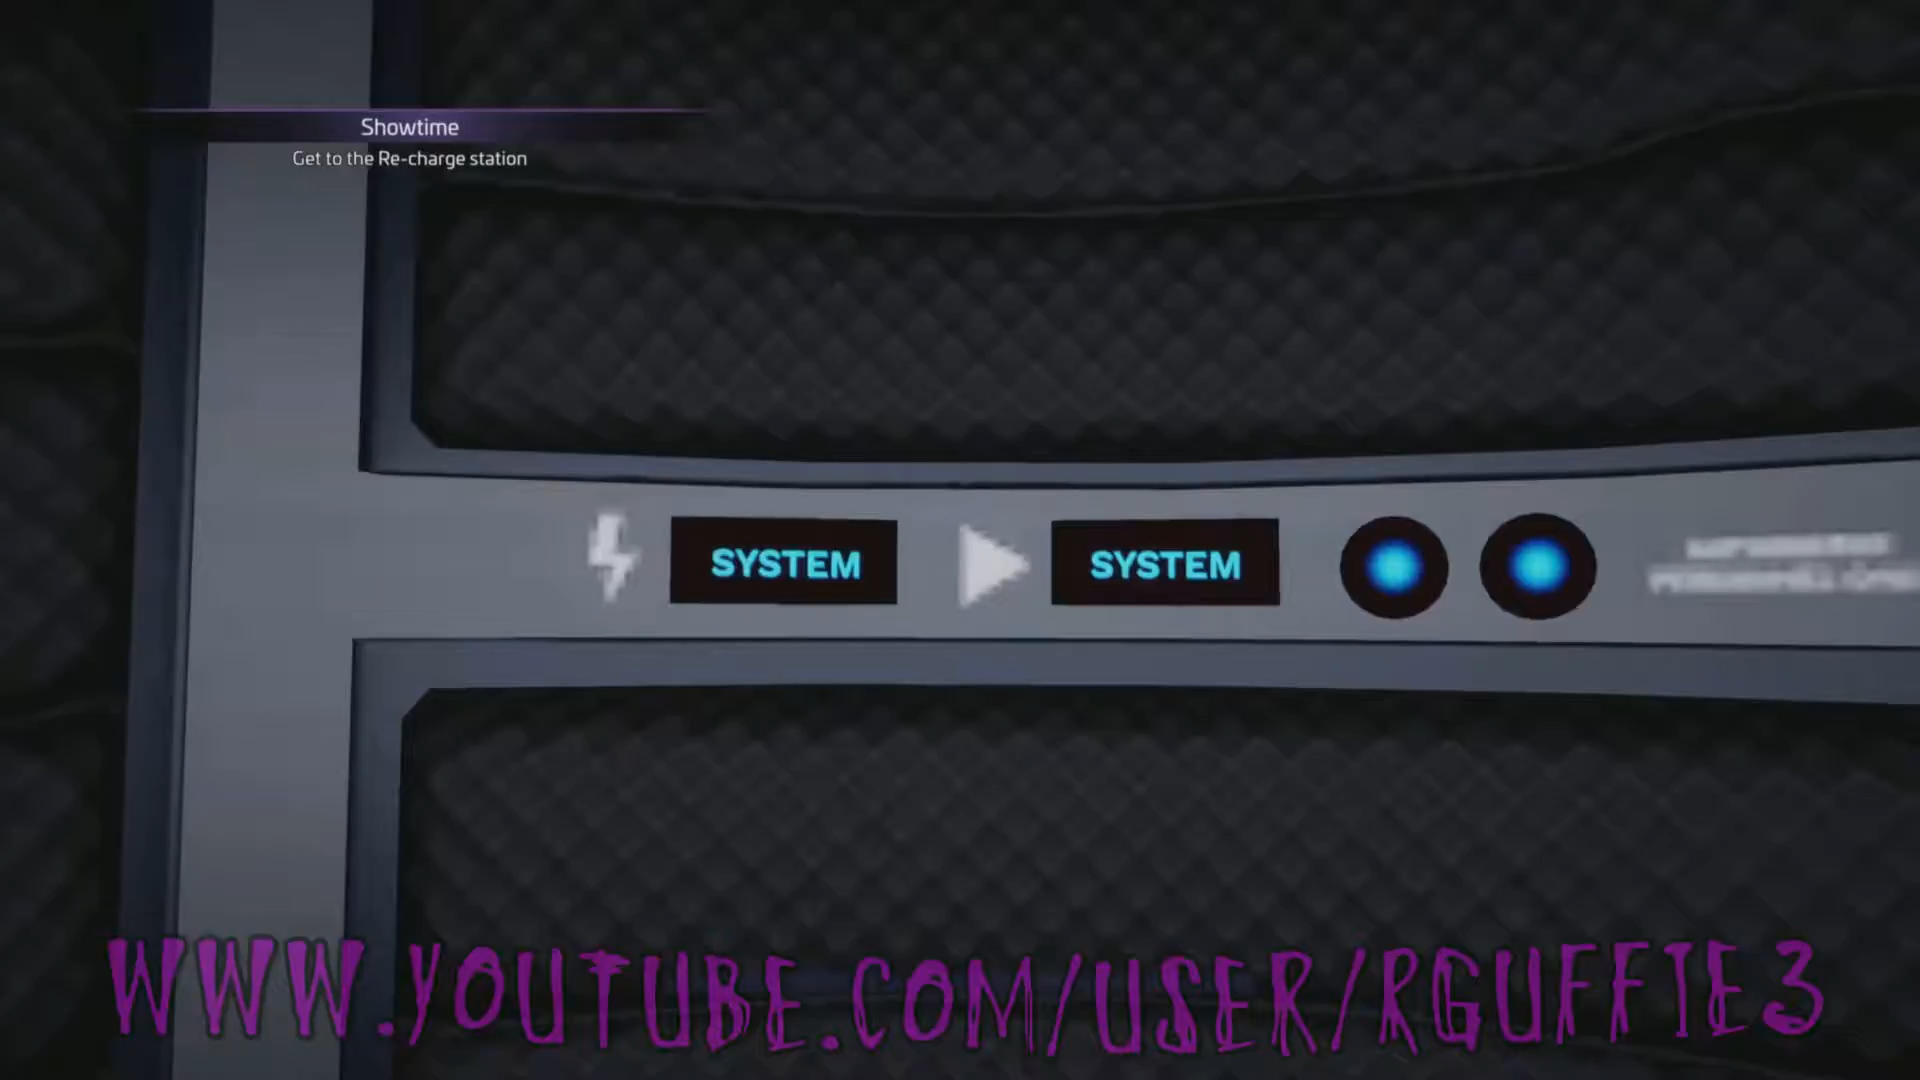 Showtime
Get to the Re-charge station
SYSTEM SYSTEM
WWW.YOUTUBE.COM/USER/RGUFFIE3